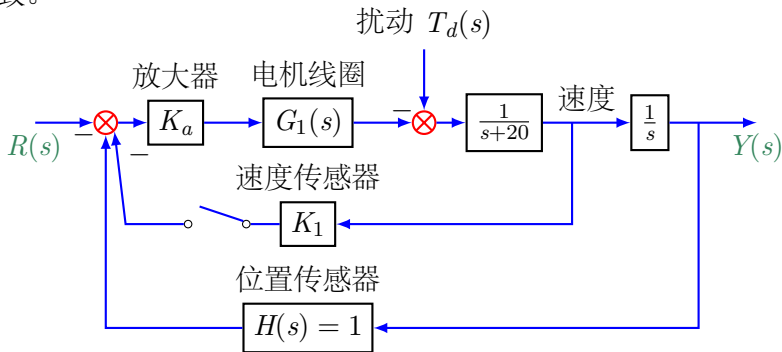 致。
扰动 T_d(s)
放大器
电机线圈
R(s)
−
−
K_a
G_1(s)
−
1/(s+20)
速度
1/s
Y(s)
速度传感器
K_1
位置传感器
H(s) = 1